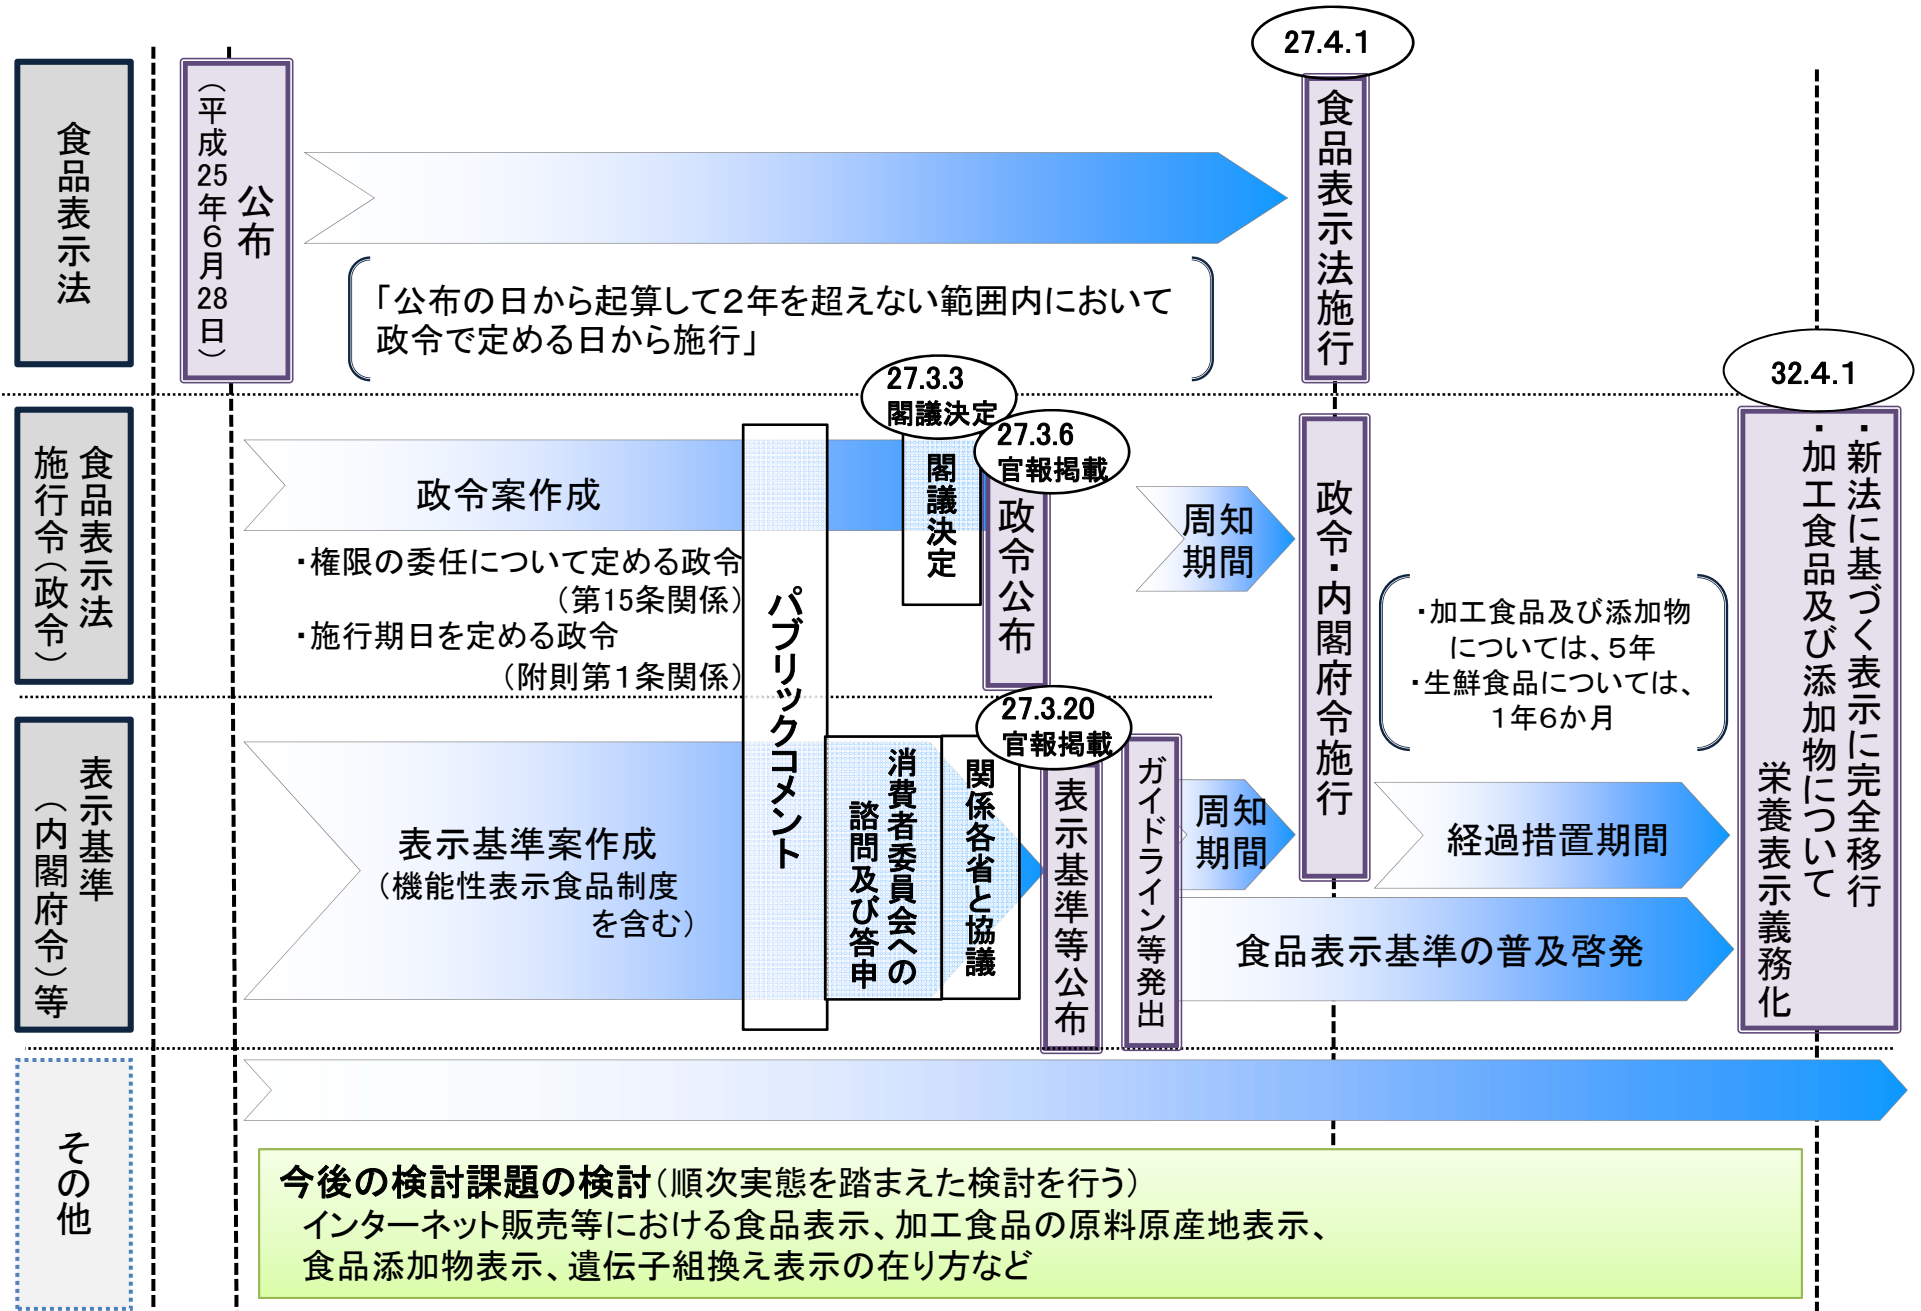 食品表示法
公布
(平成25年6月28日)
27.4.1
食品表示法施行
「公布の日から起算して2年を超えない範囲内において
政令で定める日から施行」
食品表示法
施行令(政令)
政令案作成
・権限の委任について定める政令
(第15条関係)
・施行期日を定める政令
(附則第1条関係)
パブリックコメント
27.3.3
閣議決定
閣議決定
27.3.6
官報掲載
政令公布
周知
期間
政令・内閣府令施行
・加工食品及び添加物
については、5年
・生鮮食品については、
1年6か月
32.4.1
・新法に基づく表示に完全移行
・加工食品及び添加物について
栄養表示義務化
表示基準
(内閣府令)等
表示基準案作成
(機能性表示食品制度
を含む)
消費者委員会への
諮問及び答申
関係各省と協議
27.3.20
官報掲載
表示基準等公布
ガイドライン等発出
周知
期間
経過措置期間
食品表示基準の普及啓発
その他
今後の検討課題の検討(順次実態を踏まえた検討を行う)
インターネット販売等における食品表示、加工食品の原料原産地表示、
食品添加物表示、遺伝子組換え表示の在り方など